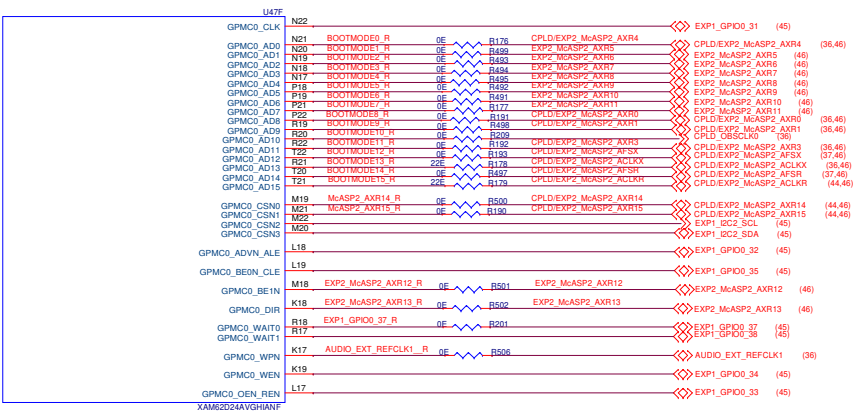 U47F
GPMC0_CLK N22 EXP1_GPIO0_31 (45)
GPMC0_AD0 N21 BOOTMODE0_R 0E R176 CPLD/EXP2_McASP2_AXR4 CPLD/EXP2_McASP2_AXR4 (36,46)
GPMC0_AD1 N20 BOOTMODE1_R R499 EXP2_McASP2_AXR5 EXP2_McASP2_AXR5 (46)
GPMC0_AD2 N19 BOOTMODE2_R 0E R493 EXP2_McASP2_AXR6 EXP2_McASP2_AXR6 (46)
GPMC0_AD3 N18 BOOTMODE3_R 0E R494 EXP2_McASP2_AXR7 EXP2_McASP2_AXR7 (46)
GPMC0_AD4 N17 BOOTMODE4_R 0E R495 EXP2_McASP2_AXR8 EXP2_McASP2_AXR8 (46)
GPMC0_AD5 P18 BOOTMODE5_R 0E R492 EXP2_McASP2_AXR9 EXP2_McASP2_AXR9 (46)
GPMC0_AD6 P19 BOOTMODE6_R 0E R491 EXP2_McASP2_AXR10 EXP2_McASP2_AXR10 (46)
GPMC0_AD7 P21 BOOTMODE7_R 0E R177 EXP2_McASP2_AXR11 EXP2_McASP2_AXR11 (46)
GPMC0_AD8 P22 BOOTMODE8_R 0E R191 CPLD/EXP2_McASP2_AXR0 CPLD/EXP2_McASP2_AXR0 (36,46)
GPMC0_AD9 R19 BOOTMODE9_R 0E R498 CPLD/EXP2_McASP2_AXR1 CPLD/EXP2_McASP2_AXR1 (36,46)
GPMC0_AD10 R20 BOOTMODE10_R 0E R209 CPLD_OBSCLK0 (36)
GPMC0_AD11 R22 BOOTMODE11_R 0E R192 CPLD/EXP2_McASP2_AXR3 CPLD/EXP2_McASP2_AXR3 (36,46)
GPMC0_AD12 T22 BOOTMODE12_R 0E R193 CPLD/EXP2_McASP2_AFSX CPLD/EXP2_McASP2_AFSX (37,46)
GPMC0_AD13 R21 BOOTMODE13_R 22E R178 CPLD/EXP2_McASP2_ACLKX CPLD/EXP2_McASP2_ACLKX (36,46)
GPMC0_AD14 T20 BOOTMODE14_R 0E R497 CPLD/EXP2_McASP2_AFSR CPLD/EXP2_McASP2_AFSR (37,46)
GPMC0_AD15 T21 BOOTMODE15_R 22E R179 CPLD/EXP2_McASP2_ACLKR CPLD/EXP2_McASP2_ACLKR (44,46)
GPMC0_CSN0 M19 McASP2_AXR14_R 0E R500 CPLD/EXP2_McASP2_AXR14 CPLD/EXP2_McASP2_AXR14 (44,46)
GPMC0_CSN1 M21 McASP2_AXR15_R 0E R190 CPLD/EXP2_McASP2_AXR15 CPLD/EXP2_McASP2_AXR15 (44,46)
GPMC0_CSN2 M22 EXP1_I2C2_SCL (45)
GPMC0_CSN3 M20 EXP1_I2C2_SDA (45)
GPMC0_ADVN_ALE L18 EXP1_GPIO0_32 (45)
GPMC0_BE0N_CLE L19 EXP1_GPIO0_35 (45)
GPMC0_BE1N M18 EXP2_McASP2_AXR12_R 0E R501 EXP2_McASP2_AXR12 EXP2_McASP2_AXR12 (46)
GPMC0_DIR K18 EXP2_McASP2_AXR13_R 0E R502 EXP2_McASP2_AXR13 EXP2_McASP2_AXR13 (46)
GPMC0_WAIT0 R18 EXP1_GPIO0_37_R 0E R201 EXP1_GPIO0_37 (45)
GPMC0_WAIT1 R17 EXP1_GPIO0_38 (45)
GPMC0_WPN K17 AUDIO_EXT_REFCLK1__R 0E R506 AUDIO_EXT_REFCLK1 (36)
GPMC0_WEN K19 EXP1_GPIO0_34 (45)
GPMC0_OEN_REN L17 EXP1_GPIO0_33 (45)
XAM62D24AVGHIANF